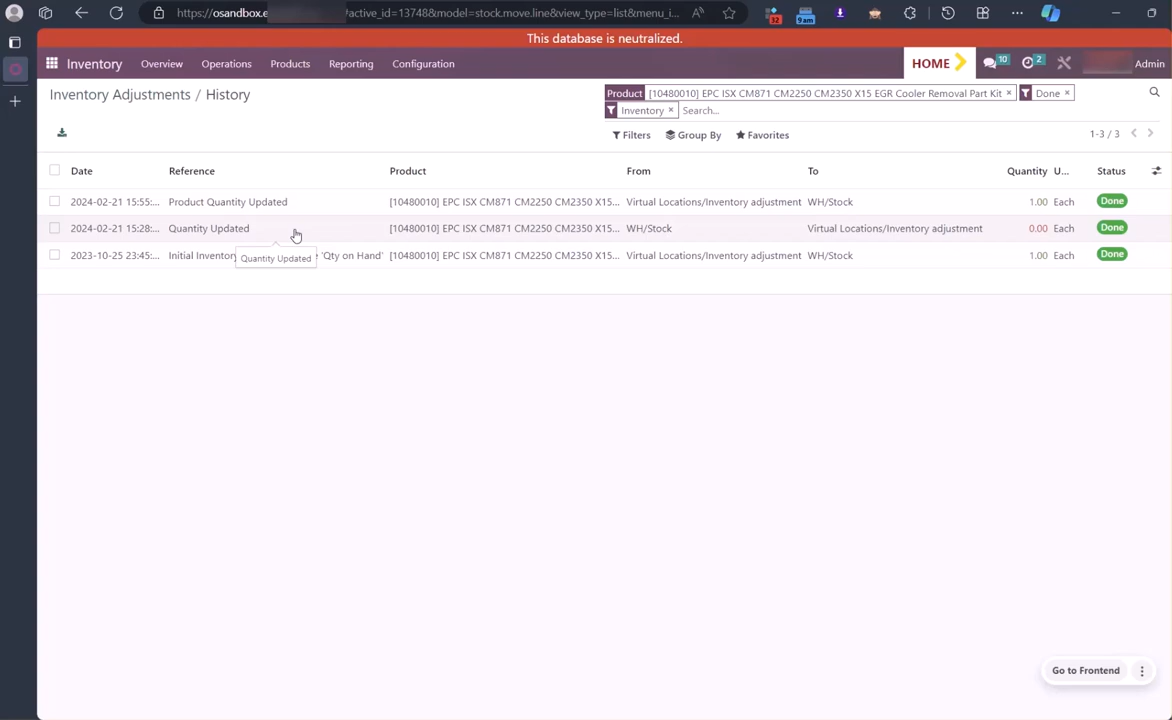 https://osandbox.e ?active_id=13748&model=stock.move.line&view_type=list&menu_i...
32
9am
This database is neutralized.
Inventory Overview Operations Products Reporting Configuration HOME 10 2 Admin
Inventory Adjustments / History
Product [10480010] EPC ISX CM871 CM2250 CM2350 X15 EGR Cooler Removal Part Kit × Done ×
Inventory × Search...
Filters Group By Favorites 1-3 / 3
Date Reference Product From To Quantity U... Status
2024-02-21 15:55:... Product Quantity Updated [10480010] EPC ISX CM871 CM2250 CM2350 X15... Virtual Locations/Inventory adjustment WH/Stock 1.00 Each Done
2024-02-21 15:28:... Quantity Updated [10480010] EPC ISX CM871 CM2250 CM2350 X15... WH/Stock Virtual Locations/Inventory adjustment 0.00 Each Done
2023-10-25 23:45:... Initial Inventory 'Qty on Hand' [10480010] EPC ISX CM871 CM2250 CM2350 X15... Virtual Locations/Inventory adjustment WH/Stock 1.00 Each Done
Quantity Updated
Go to Frontend